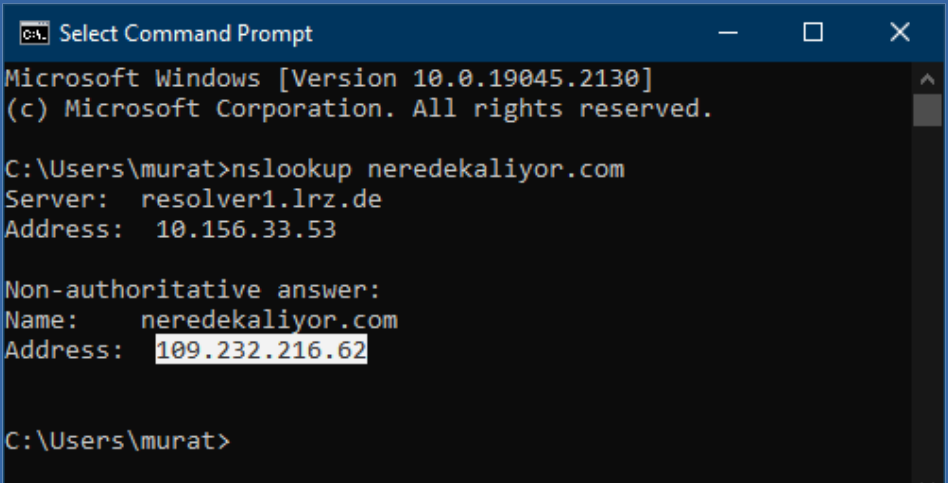 Select Command Prompt
Microsoft Windows [Version 10.0.19045.2130]
(c) Microsoft Corporation. All rights reserved.
C:\Users\murat>nslookup neredekaliyor.com
Server:  resolver1.lrz.de
Address:  10.156.33.53
Non-authoritative answer:
Name:    neredekaliyor.com
Address:  109.232.216.62
C:\Users\murat>